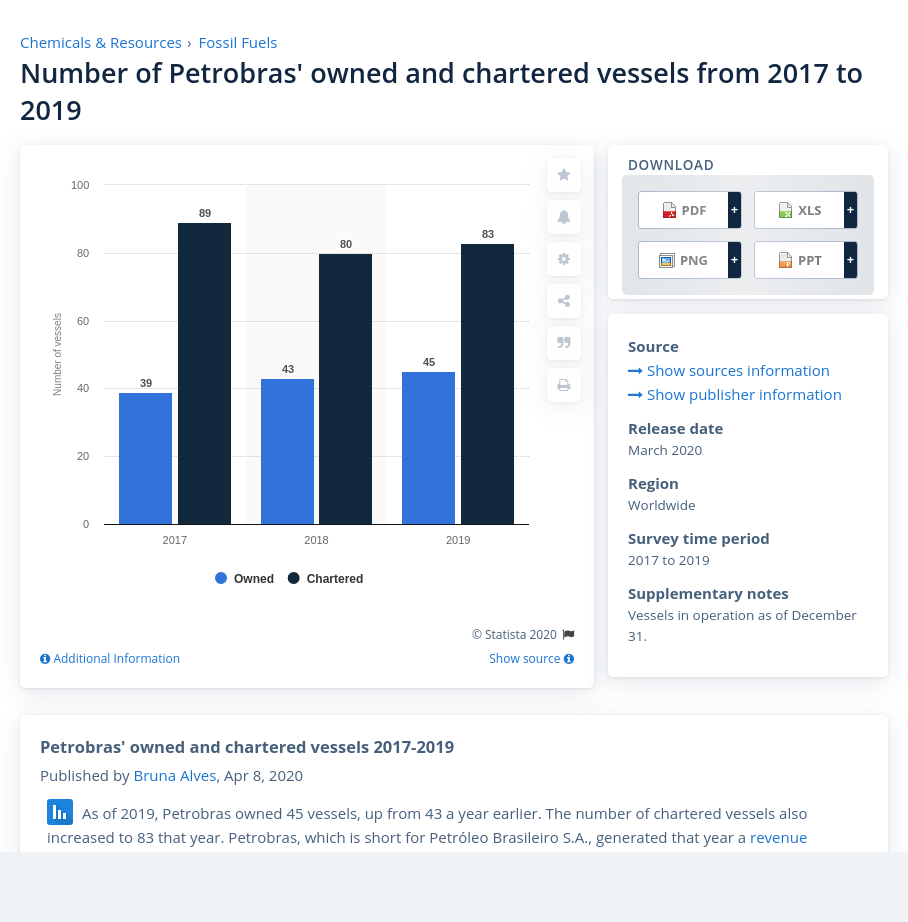 Chemicals & Resources › Fossil Fuels
Number of Petrobras' owned and chartered vessels from 2017 to
2019
100
80
60
40
20
0
Number of vessels
39
89
43
80
45
83
2017
2018
2019
Owned
Chartered
© Statista 2020
Additional Information
Show source
DOWNLOAD
PDF +
XLS +
PNG +
PPT +
Source
Show sources information
Show publisher information
Release date
March 2020
Region
Worldwide
Survey time period
2017 to 2019
Supplementary notes
Vessels in operation as of December
31.
Petrobras' owned and chartered vessels 2017-2019
Published by Bruna Alves, Apr 8, 2020
As of 2019, Petrobras owned 45 vessels, up from 43 a year earlier. The number of chartered vessels also
increased to 83 that year. Petrobras, which is short for Petróleo Brasileiro S.A., generated that year a revenue